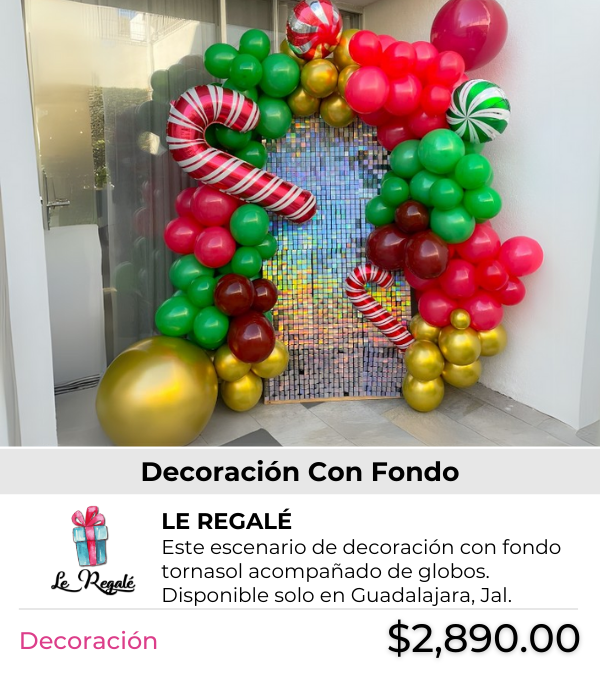 Decoración Con Fondo
LE REGALÉ
Este escenario de decoración con fondo
tornasol acompañado de globos.
Disponible solo en Guadalajara, Jal.
Le Regalé
Decoración
$2,890.00